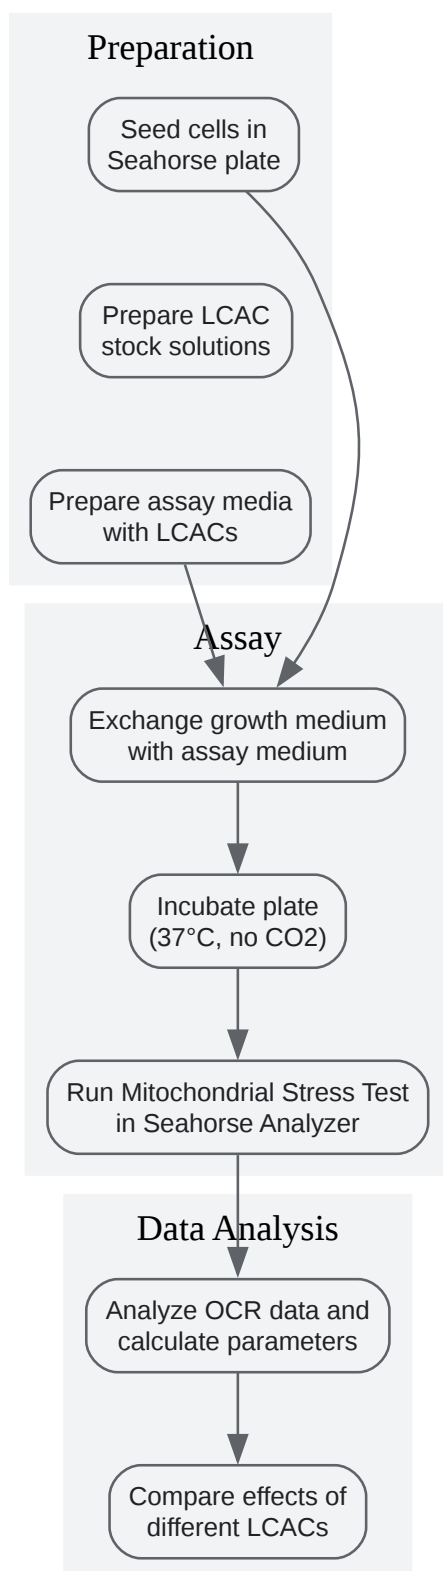 Preparation
Seed cells in
Seahorse plate
Prepare LCAC
stock solutions
Prepare assay media
with LCACs
Assay
Exchange growth medium
with assay medium
Incubate plate
(37°C, no CO2)
Run Mitochondrial Stress Test
in Seahorse Analyzer
Data Analysis
Analyze OCR data and
calculate parameters
Compare effects of
different LCACs